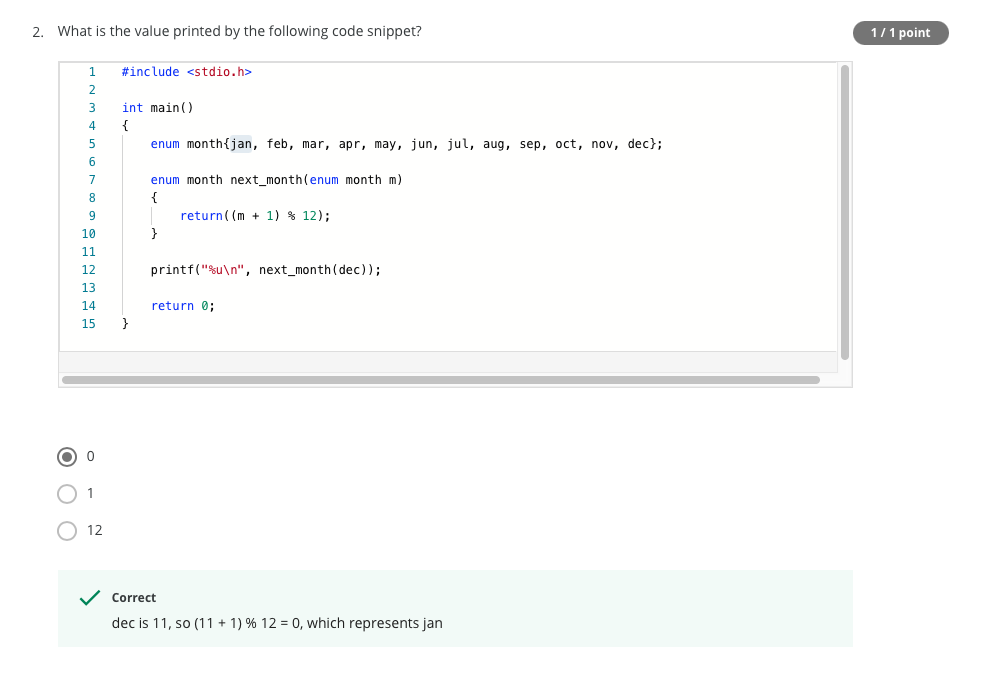 2. What is the value printed by the following code snippet?
1 / 1 point
1 #include <stdio.h>
2
3 int main()
4 {
5     enum month{jan, feb, mar, apr, may, jun, jul, aug, sep, oct, nov, dec};
6
7     enum month next_month(enum month m)
8     {
9         return((m + 1) % 12);
10     }
11
12     printf("%u\n", next_month(dec));
13
14     return 0;
15 }
0
1
12
Correct
dec is 11, so (11 + 1) % 12 = 0, which represents jan